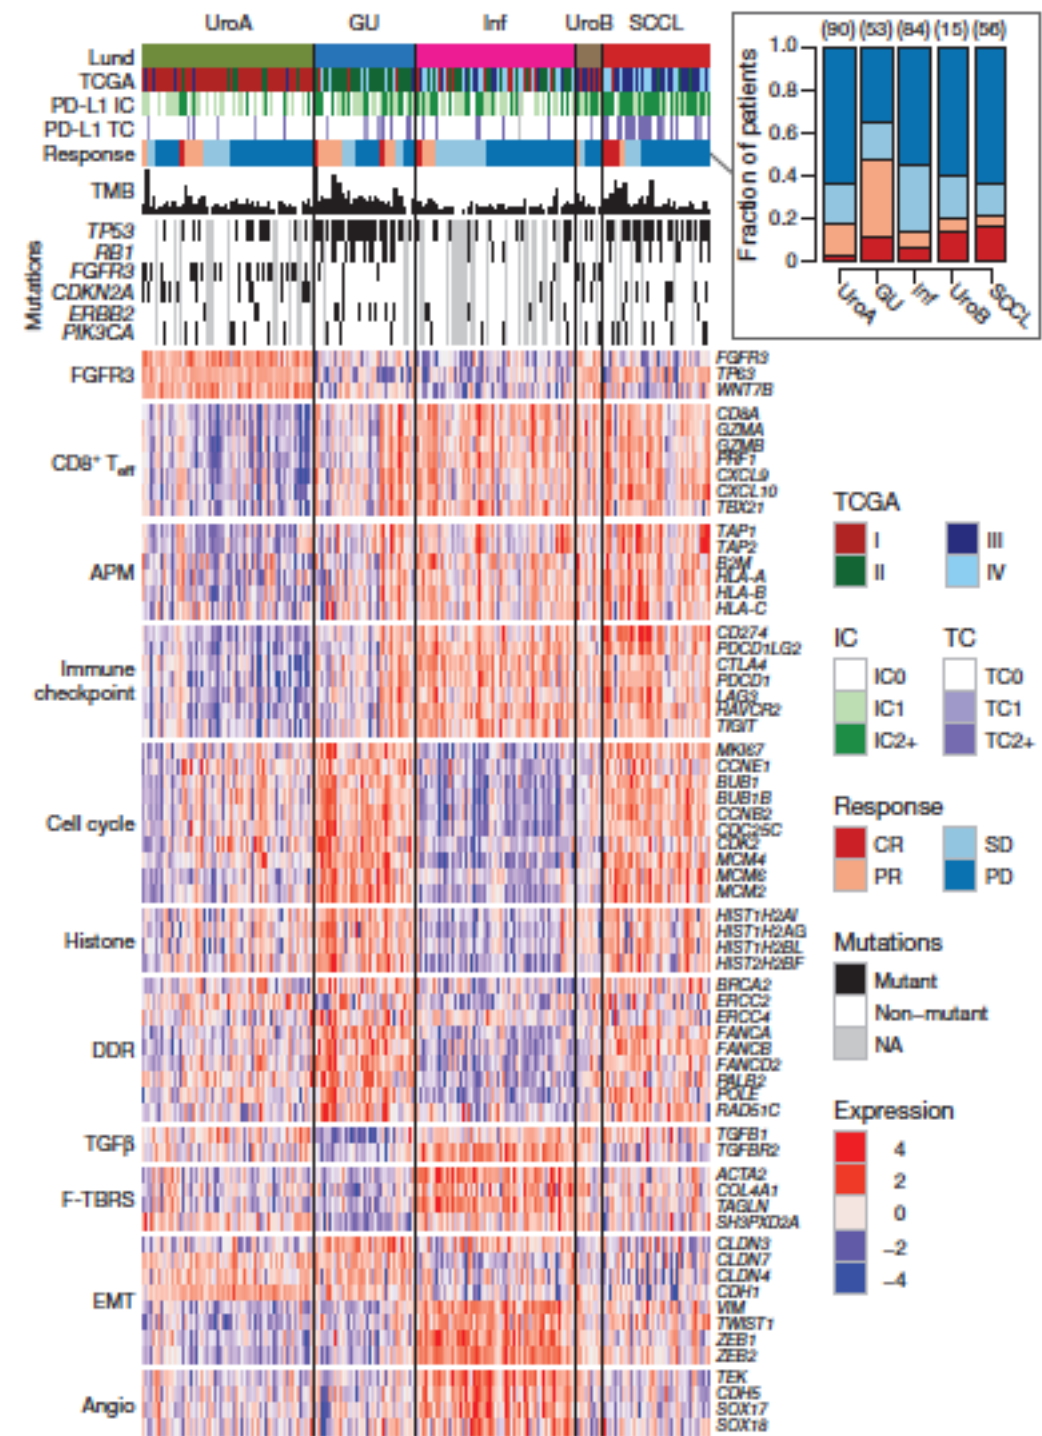 UroA GU Inf UroB SCCL
Lund
TCGA
PD-L1 IC
PD-L1 TC
Response
TMB
Mutations
TP53
RB1
FGFR3
CDKN2A
ERBB2
PIK3CA
(90) (53) (84) (15) (56)
Fraction of patients
1.0
0.8
0.6
0.4
0.2
0
UroA GU Inf UroB SCCL
FGFR3
FGFR3
TP63
WNT7B
CD8+ Teff
CD8A
GZMA
GZMB
PRF1
CXCL9
CXCL10
TBX21
APM
TAP1
TAP2
B2M
HLA-A
HLA-B
HLA-C
Immune
checkpoint
CD274
PDCD1LG2
CTLA4
PDCD1
LAG3
HAVCR2
TIGIT
Cell cycle
MKI67
CCNE1
BUB1
BUB1B
CCNB2
CDC25C
CDK2
MCM4
MCM6
MCM2
Histone
HIST1H2AI
HIST1H2AG
HIST1H2BL
HIST2H2BF
DDR
BRCA2
ERCC2
ERCC4
FANCA
FANCB
FANCD2
PALB2
POLE
RAD51C
TGFβ
TGFB1
TGFBR2
F-TBRS
ACTA2
COL4A1
TAGLN
SH3PXD2A
EMT
CLDN3
CLDN7
CLDN4
CDH1
VIM
TWIST1
ZEB1
ZEB2
Angio
TEK
CDH5
SOX17
SOX18
TCGA
I III
II IV
IC TC
IC0 TC0
IC1 TC1
IC2+ TC2+
Response
CR SD
PR PD
Mutations
Mutant
Non-mutant
NA
Expression
4
2
0
−2
−4